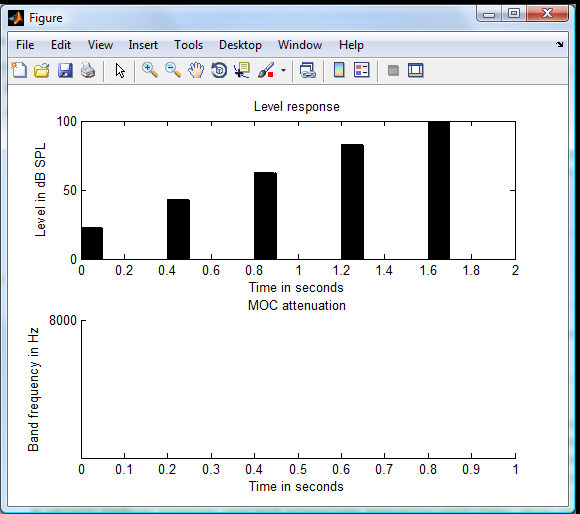 Figure
File Edit View Insert Tools Desktop Window Help
Level response
Level in dB SPL
100
50
0
0 0.2 0.4 0.6 0.8 1 1.2 1.4 1.6 1.8 2
Time in seconds
MOC attenuation
Band frequency in Hz
8000
0 0.1 0.2 0.3 0.4 0.5 0.6 0.7 0.8 0.9 1
Time in seconds